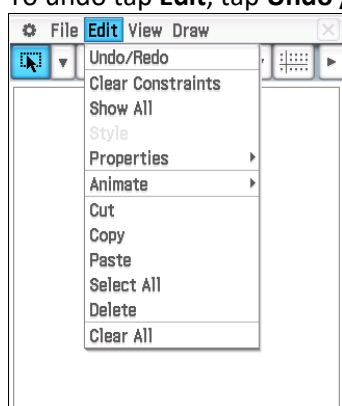 To undo tap Edit, tap Undo /
File Edit View Draw
Undo/Redo
Clear Constraints
Show All
Style
Properties
Animate
Cut
Copy
Paste
Select All
Delete
Clear All